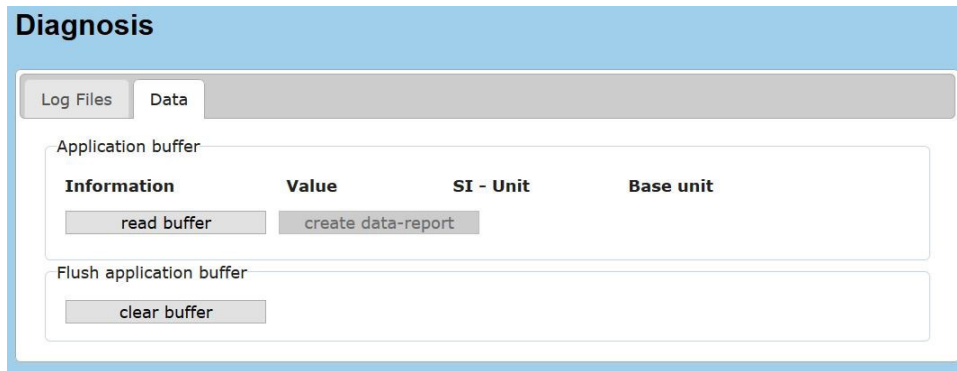 Diagnosis
Log Files Data
Application buffer
Information Value SI - Unit Base unit
read buffer create data-report
Flush application buffer
clear buffer